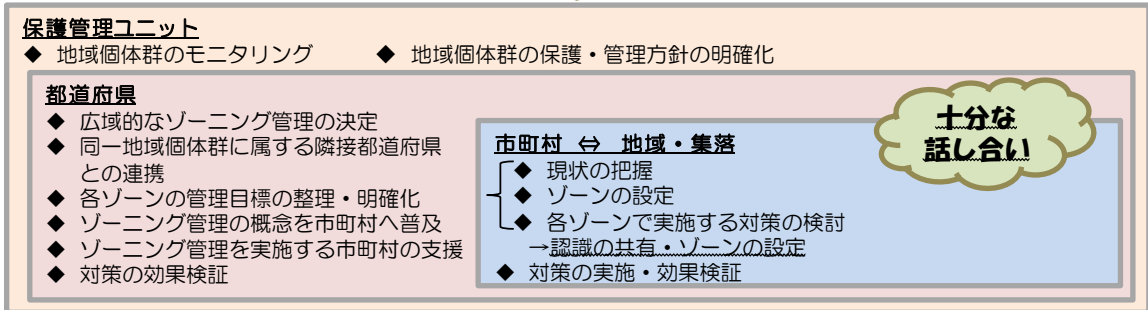 保護管理ユニット
◆ 地域個体群のモニタリング ◆ 地域個体群の保護・管理方針の明確化
都道府県
◆ 広域的なゾーニング管理の決定
◆ 同一地域個体群に属する隣接都道府県
との連携
◆ 各ゾーンの管理目標の整理・明確化
◆ ゾーニング管理の概念を市町村へ普及
◆ ゾーニング管理を実施する市町村の支援
◆ 対策の効果検証
市町村 ⇔ 地域・集落
◆ 現状の把握
◆ ゾーンの設定
◆ 各ゾーンで実施する対策の検討
→認識の共有・ゾーンの設定
◆ 対策の実施・効果検証
十分な
話し合い